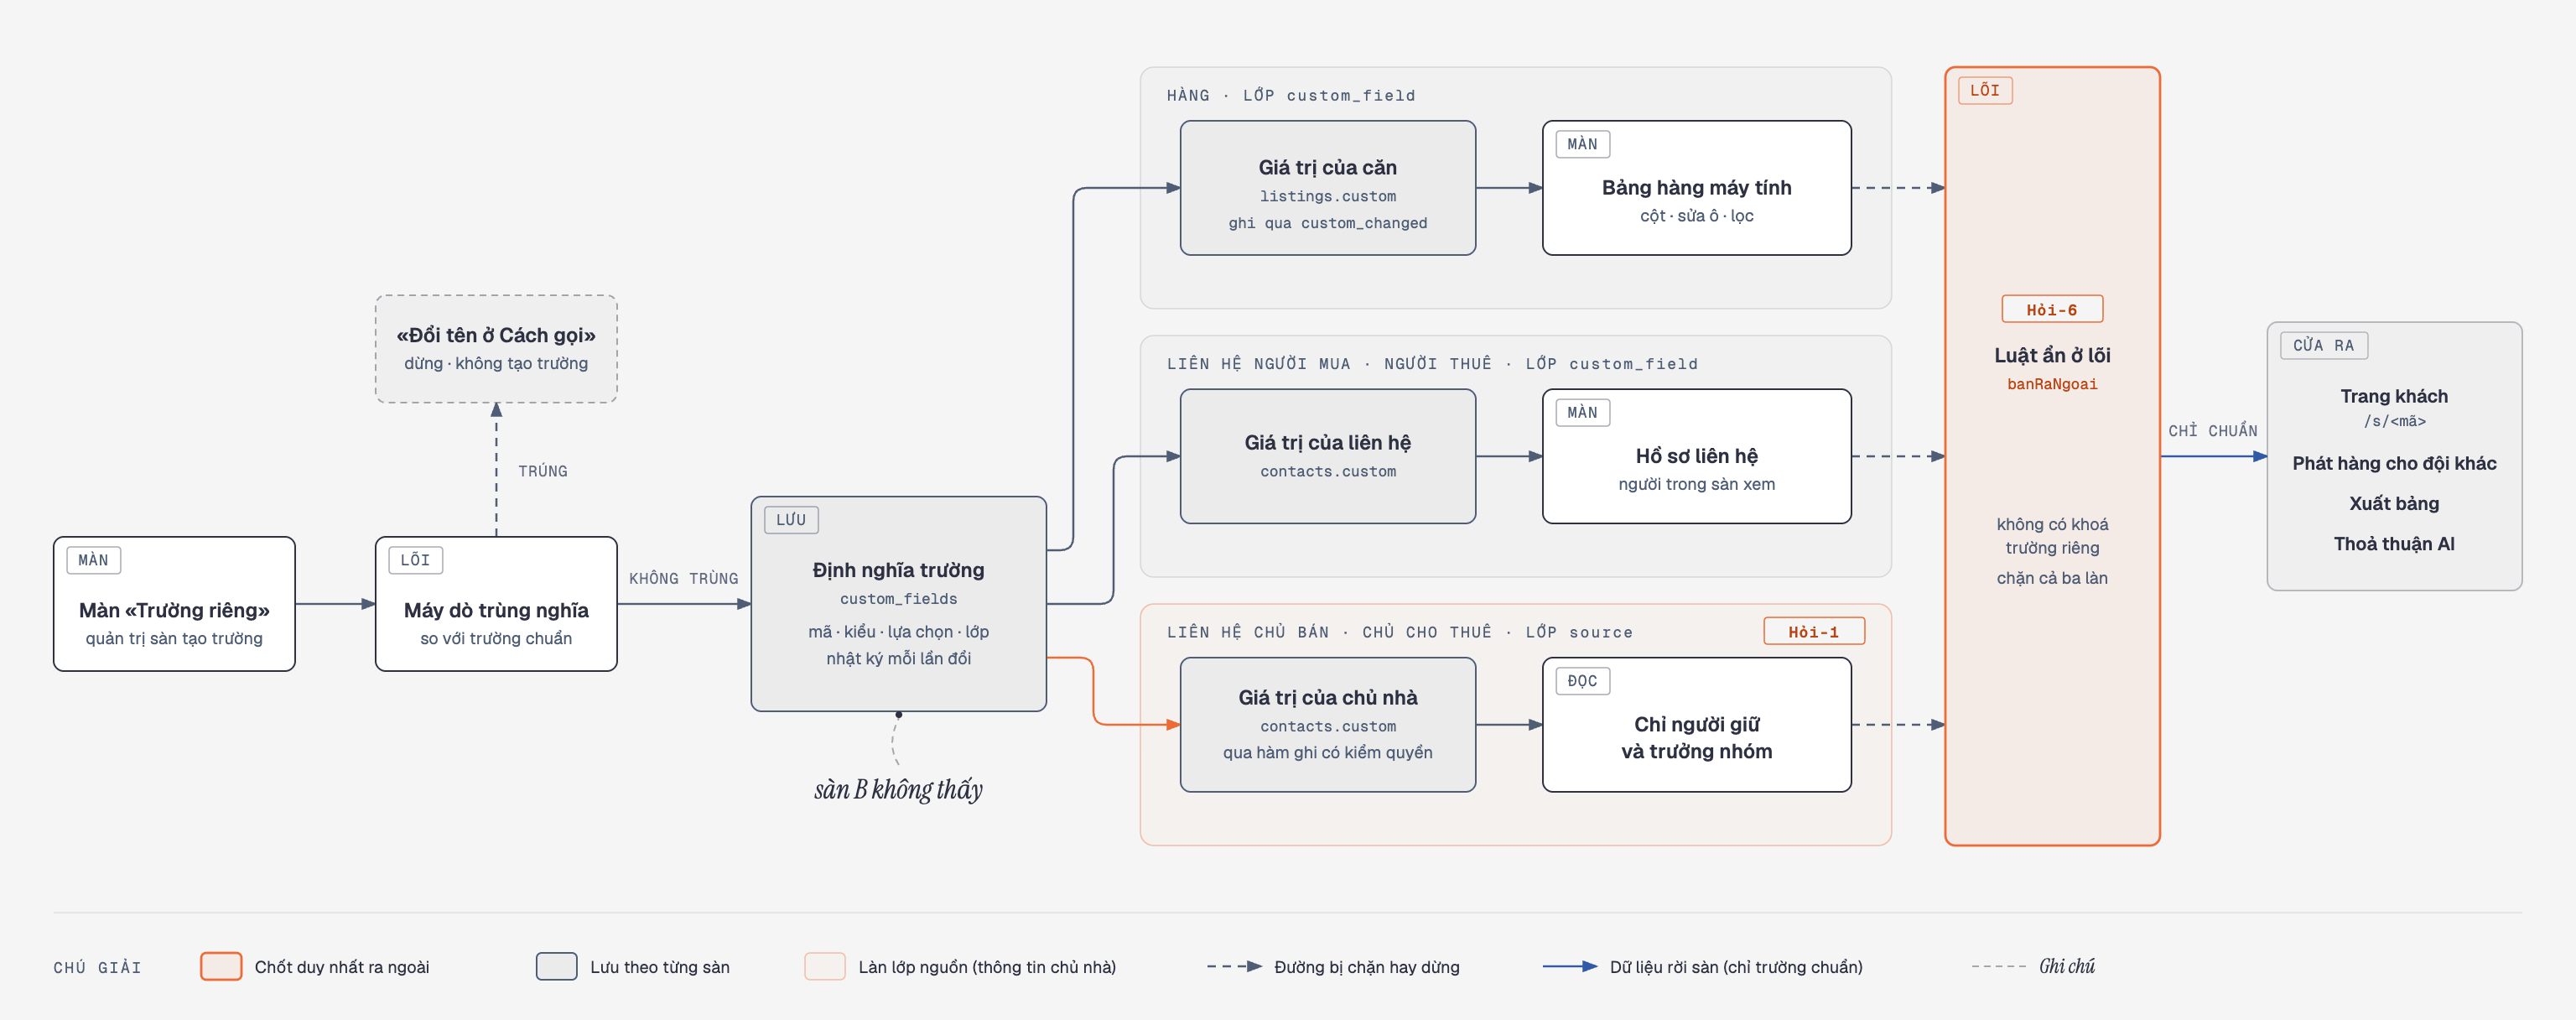 HÀNG · LỚP custom_field
Giá trị của căn
listings.custom
ghi qua custom_changed
MÀN
Bảng hàng máy tính
cột · sửa ô · lọc
LIÊN HỆ NGƯỜI MUA · NGƯỜI THUÊ · LỚP custom_field
Giá trị của liên hệ
contacts.custom
MÀN
Hồ sơ liên hệ
người trong sàn xem
LIÊN HỆ CHỦ BÁN · CHỦ CHO THUÊ · LỚP source
Hỏi-1
Giá trị của chủ nhà
contacts.custom
qua hàm ghi có kiểm quyền
ĐỌC
Chỉ người giữ
và trưởng nhóm
«Đổi tên ở Cách gọi»
dừng · không tạo trường
TRÚNG
MÀN
Màn «Trường riêng»
quản trị sàn tạo trường
LÕI
Máy dò trùng nghĩa
so với trường chuẩn
KHÔNG TRÙNG
LƯU
Định nghĩa trường
custom_fields
mã · kiểu · lựa chọn · lớp
nhật ký mỗi lần đổi
sàn B không thấy
LÕI
Hỏi-6
Luật ẩn ở lõi
banRaNgoai
không có khoá
trường riêng
chặn cả ba làn
CHỈ CHUẨN
CỬA RA
Trang khách
/s/<mã>
Phát hàng cho đội khác
Xuất bảng
Thoả thuận AI
CHÚ GIẢI
Chốt duy nhất ra ngoài
Lưu theo từng sàn
Làn lớp nguồn (thông tin chủ nhà)
Đường bị chặn hay dừng
Dữ liệu rời sàn (chỉ trường chuẩn)
Ghi chú